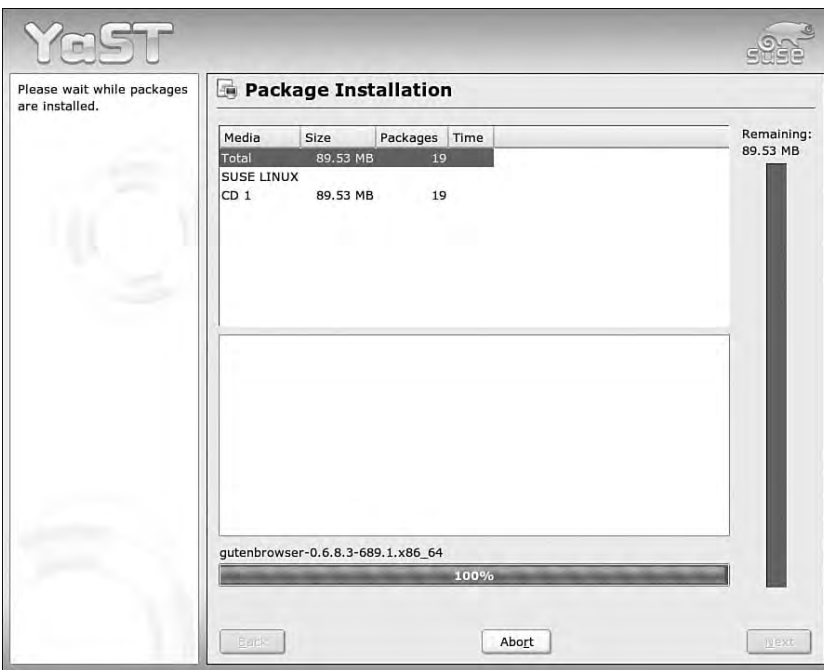 YaST
SUSE
Please wait while packages
are installed.
Package Installation
Media Size Packages Time
Total 89.53 MB 19
SUSE LINUX
CD 1 89.53 MB 19
Remaining:
89.53 MB
gutenbrowser-0.6.8.3-689.1.x86_64
100%
Back Abort Next